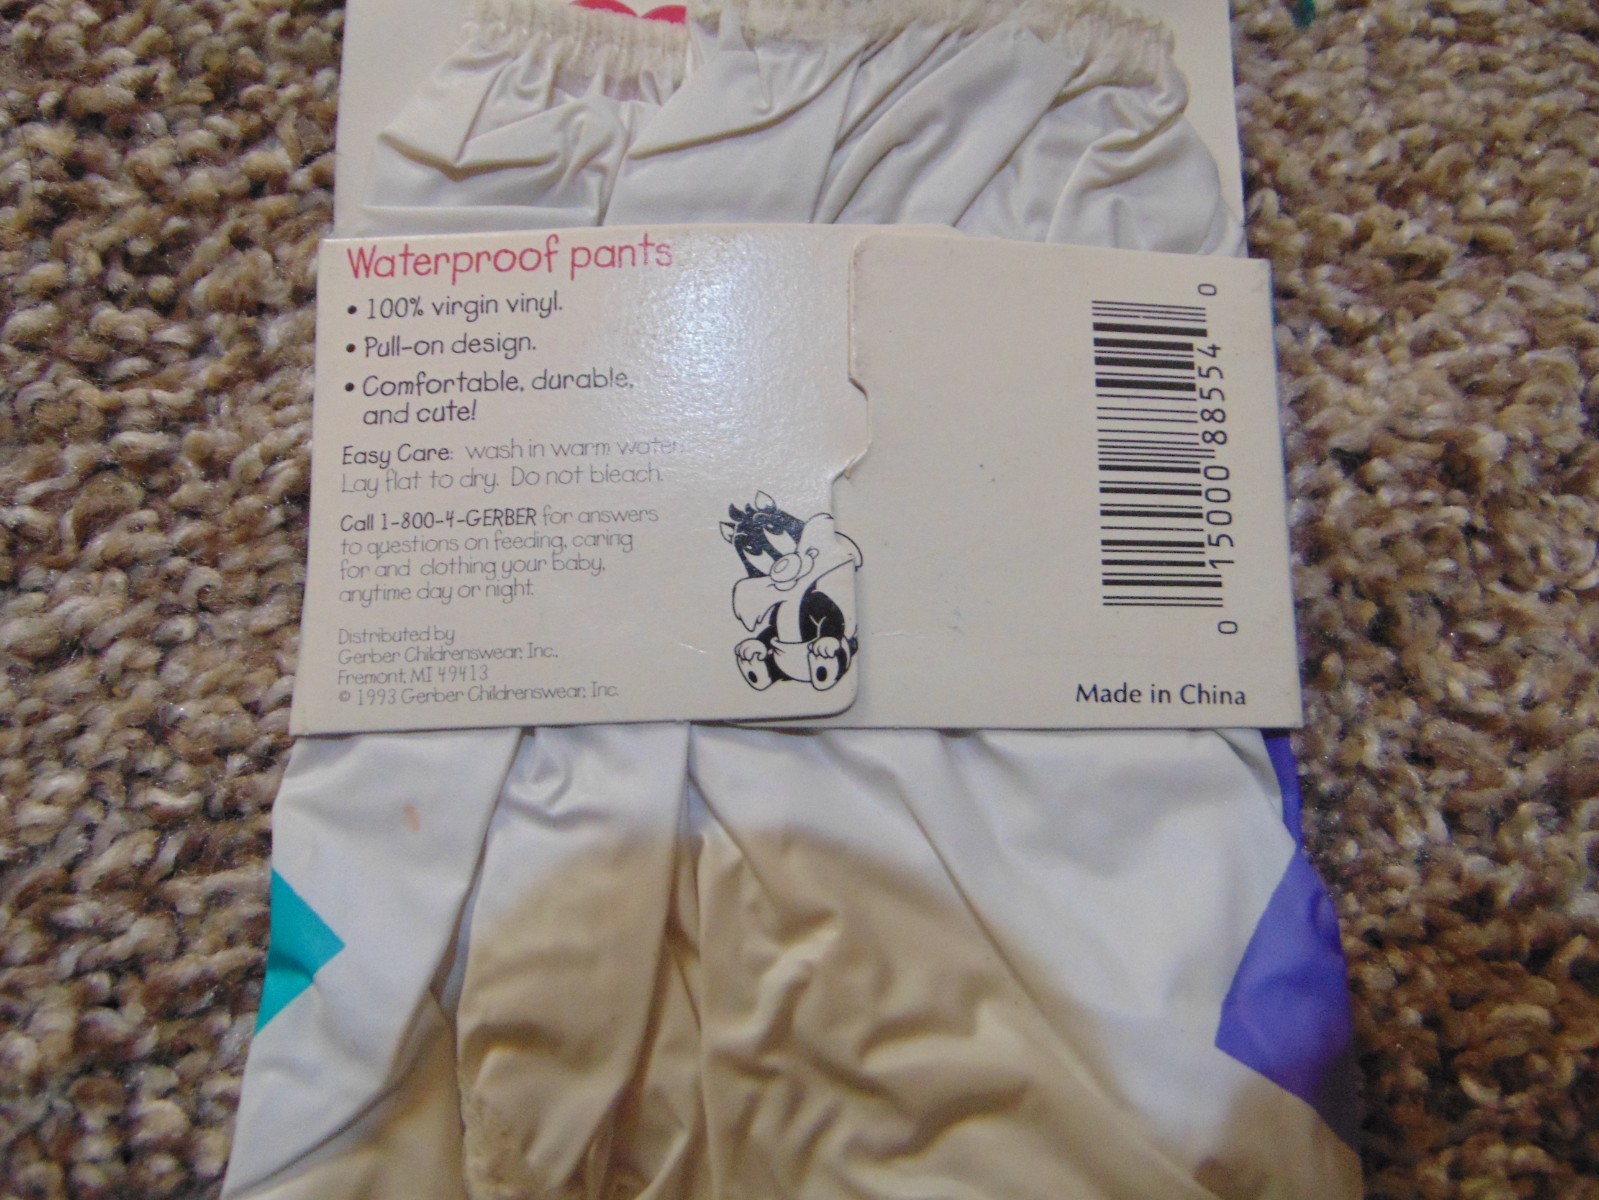 Waterproof pants
• 100% virgin vinyl.
• Pull-on design.
• Comfortable, durable,
and cute!
Easy Care: wash in warm water.
Lay flat to dry. Do not bleach.
Call 1-800-4-GERBER for answers
to questions on feeding, caring
for and clothing your baby,
anytime day or night.
Distributed by
Gerber Childrenswear, Inc.
Fremont, MI 49413
© 1993 Gerber Childrenswear, Inc.
0 15000 88554 0
Made in China